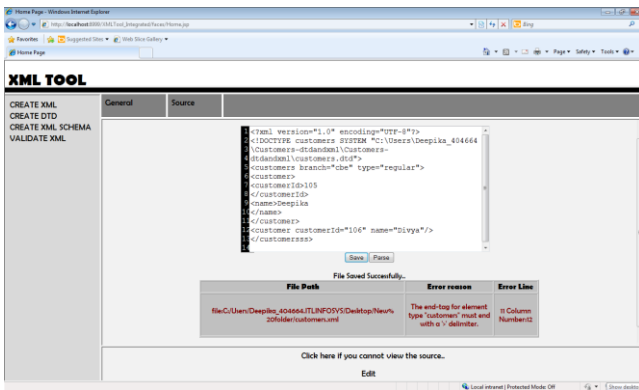 Home Page - Windows Internet Explorer
http://localhost:8080/XMLTool_Integrated/faces/Home.jsp
Bing
Favorites Suggested Sites Web Slice Gallery
Home Page Page Safety Tools
XML TOOL
CREATE XML General Source
CREATE DTD
CREATE XML SCHEMA
VALIDATE XML
1 <?xml version="1.0" encoding="UTF-8"?>
2 <!DOCTYPE customers SYSTEM "C:\Users\Deepika_404664
3 \Customers-dtdandxml\Customers-
4 dtdandxml\customers.dtd">
5 <customers branch="cbe" type="regular">
6 <customer>
7 <customerId>105
8 </customerId>
9 <name>Deepika
10 </name>
11 </customer>
12 <customer customerId="106" name="Divya"/>
13 </customersss>
14
Save Parse
File Saved Succesfully..
File Path Error reason Error Line
file:C:/Users/Deepika_404664.ITLINFOSYS/Desktop/New%
20folder/customers.xml
The end-tag for element
type "customers" must end
with a '>' delimiter.
11 Column
Number:12
Click here if you cannot view the source..
Edit
Local intranet | Protected Mode: Off
Show desktop